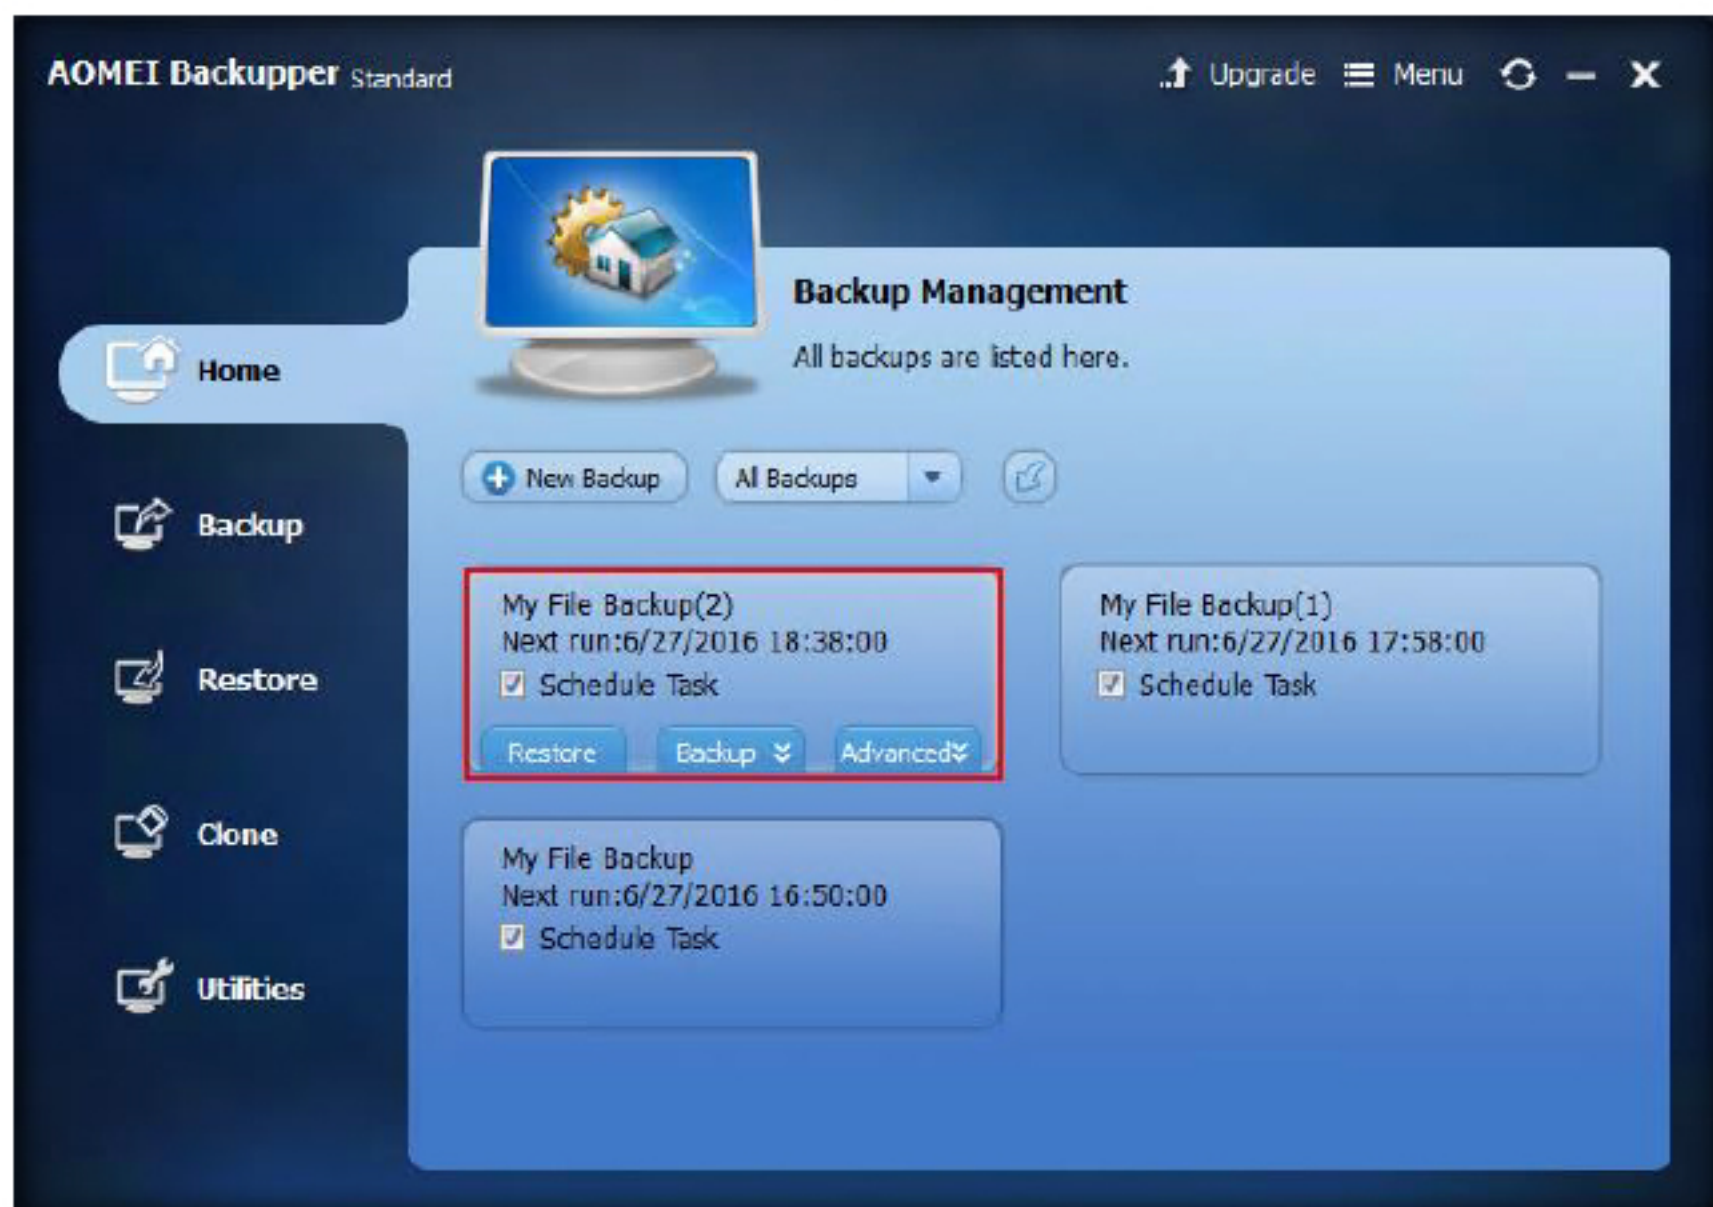 AOMEI Backupper Standard
Upgrade Menu
Backup Management
All backups are listed here.
Home
New Backup All Backups
Backup
My File Backup(2)
Next run:6/27/2016 18:38:00
Schedule Task
Restore Backup Advanced
My File Backup(1)
Next run:6/27/2016 17:58:00
Schedule Task
Restore
Clone
My File Backup
Next run:6/27/2016 16:50:00
Schedule Task
Utilities